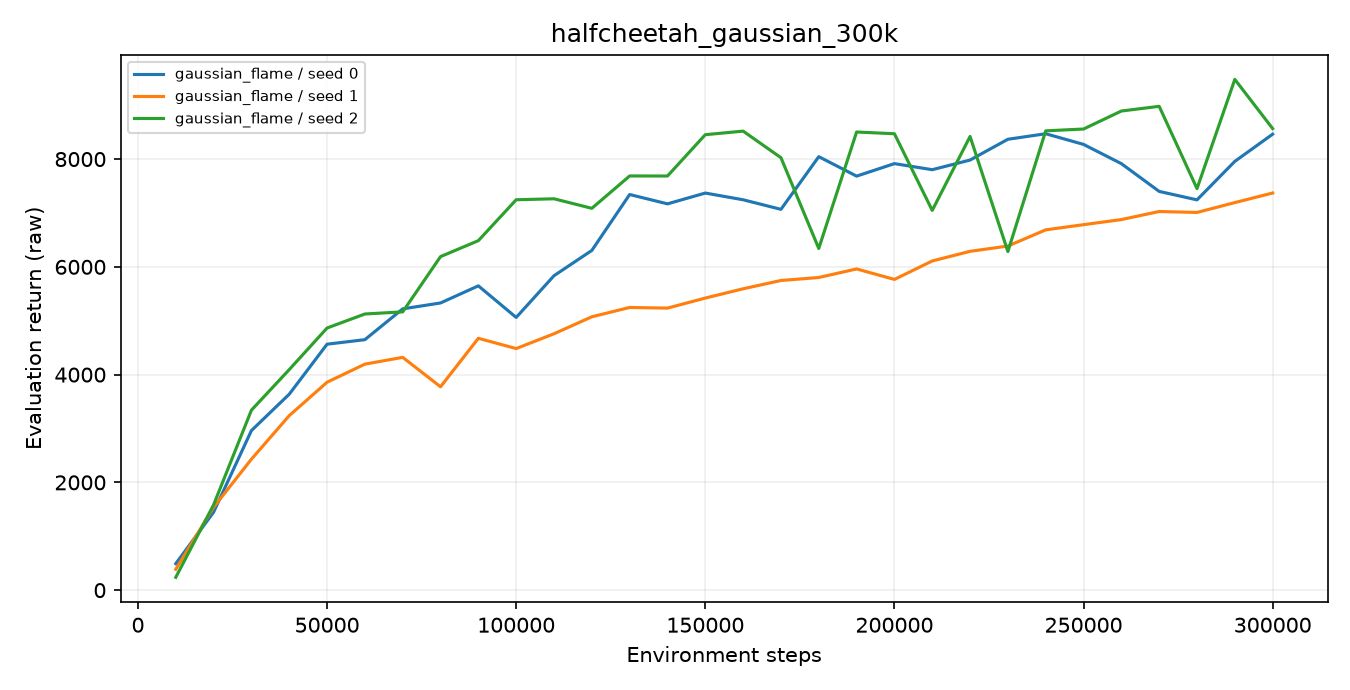 halfcheetah_gaussian_300k
gaussian_flame / seed 0
gaussian_flame / seed 1
gaussian_flame / seed 2
8000
6000
4000
2000
0
Evaluation return (raw)
0 50000 100000 150000 200000 250000 300000
Environment steps